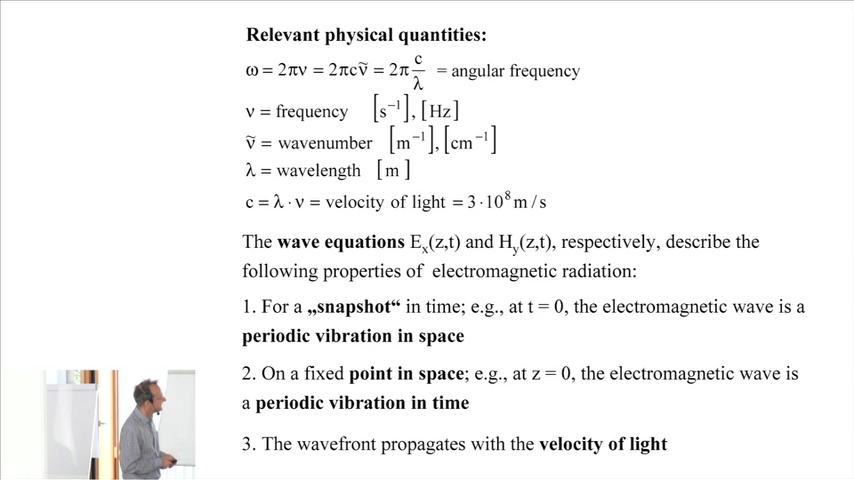 Relevant physical quantities:
ω = 2πν = 2πcν̃ = 2π c/λ = angular frequency
ν = frequency [s⁻¹], [Hz]
ν̃ = wavenumber [m⁻¹], [cm⁻¹]
λ = wavelength [m]
c = λ · ν = velocity of light = 3 · 10⁸ m / s
The wave equations Eₓ(z,t) and Hᵧ(z,t), respectively, describe the
following properties of electromagnetic radiation:
1. For a „snapshot“ in time; e.g., at t = 0, the electromagnetic wave is a
periodic vibration in space
2. On a fixed point in space; e.g., at z = 0, the electromagnetic wave is
a periodic vibration in time
3. The wavefront propagates with the velocity of light